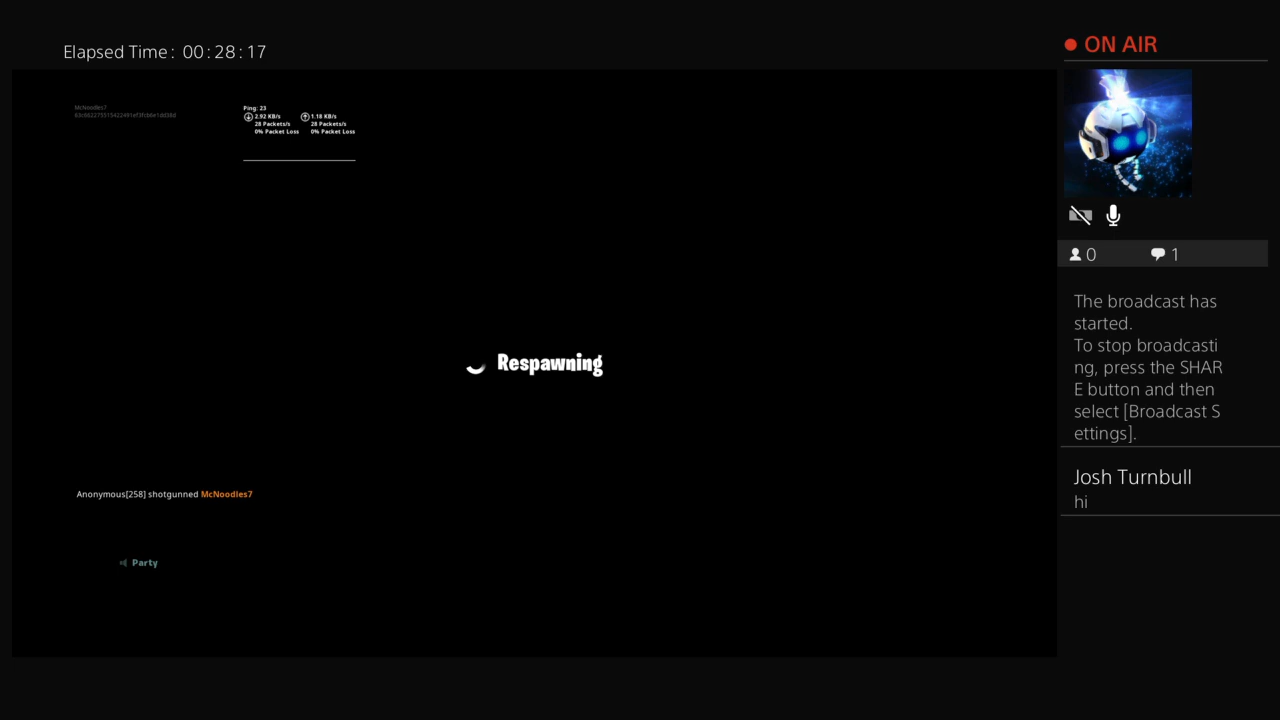 Elapsed Time: 00:28:17
ON AIR
McNoodles7
Ping: 23
2.92 KB/s
1.18 KB/s
28 Packets/s
28 Packets/s
0% Packet Loss
0% Packet Loss
0
1
The broadcast has
started.
To stop broadcasti
ng, press the SHAR
E button and then
select [Broadcast S
ettings].
Respawning
Josh Turnbull
hi
Anonymous[258] shotgunned McNoodles7
Party